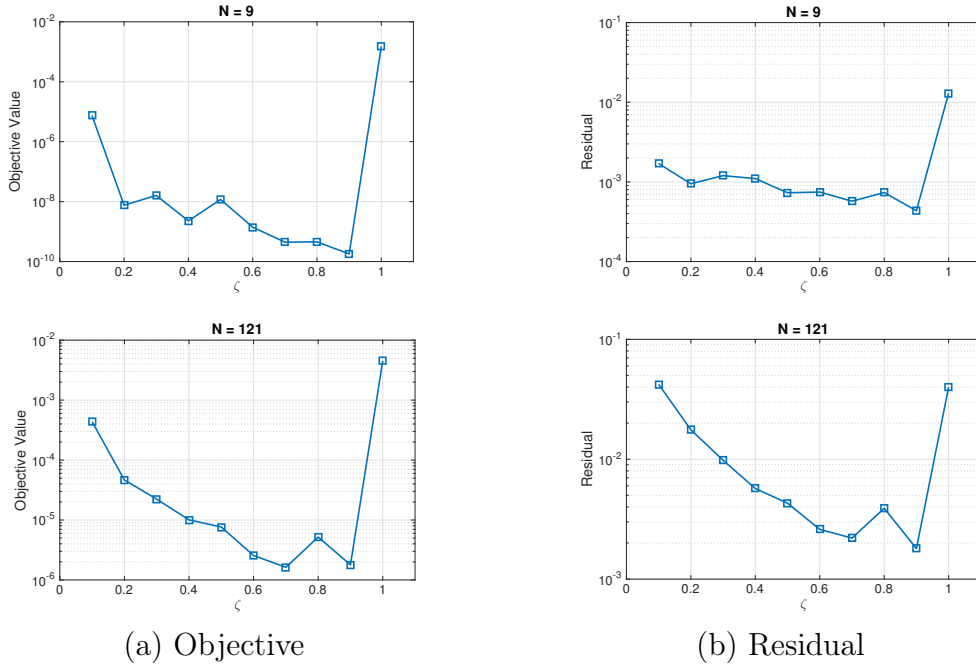 N = 9
10^-2
10^-4
10^-6
10^-8
10^-10
Objective Value
0 0.2 0.4 0.6 0.8 1
ζ
N = 9
10^-1
10^-2
10^-3
10^-4
Residual
0 0.2 0.4 0.6 0.8 1
ζ
N = 121
10^-2
10^-3
10^-4
10^-5
10^-6
Objective Value
0 0.2 0.4 0.6 0.8 1
ζ
N = 121
10^-1
10^-2
10^-3
Residual
0 0.2 0.4 0.6 0.8 1
ζ
(a) Objective
(b) Residual